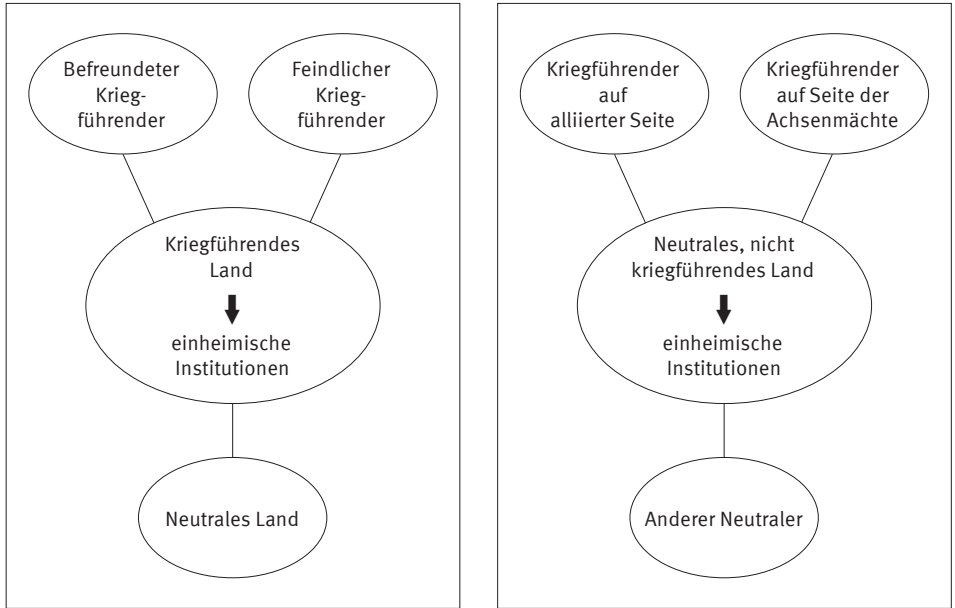 Befreundeter
Krieg-
führender
Feindlicher
Krieg-
führender
Kriegführendes
Land
einheimische
Institutionen
Neutrales Land
Kriegführender
auf
alliierter Seite
Kriegführender
auf Seite der
Achsenmächte
Neutrales, nicht
kriegführendes Land
einheimische
Institutionen
Anderer Neutraler